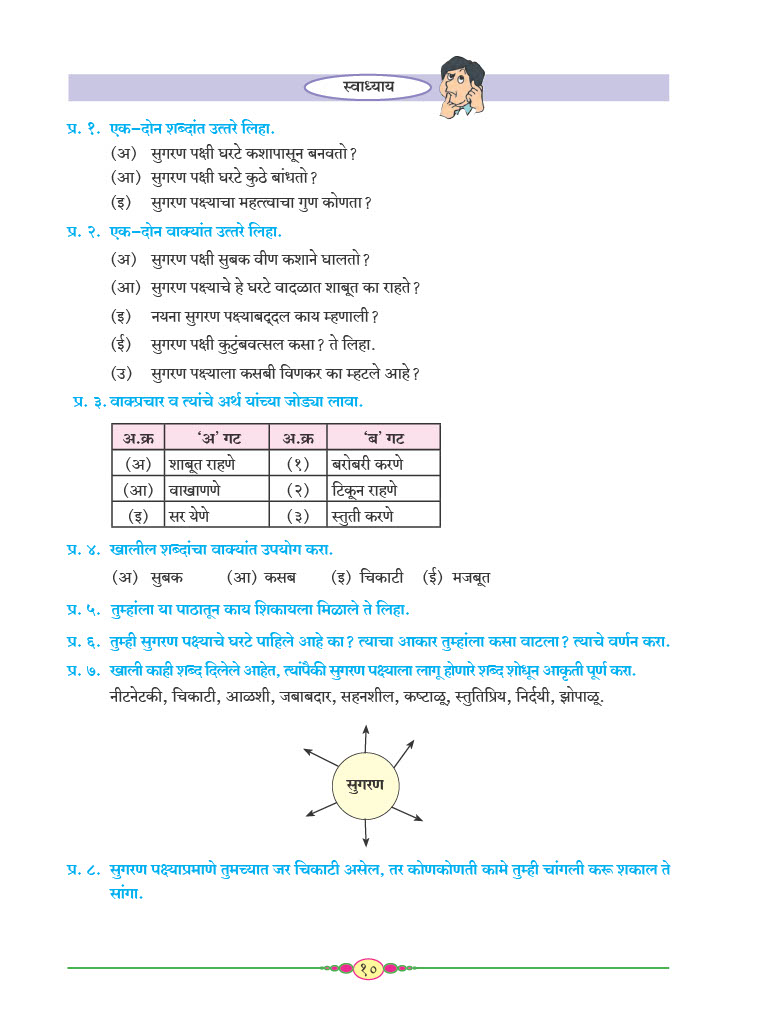 स्वाध्याय
प्र. १. एक–दोन शब्दांत उत्तरे लिहा.
(अ) सुगरण पक्षी घरटे कशापासून बनवतो?
(आ) सुगरण पक्षी घरटे कुठे बांधतो?
(इ) सुगरण पक्ष्याचा महत्त्वाचा गुण कोणता?
प्र. २. एक–दोन वाक्यांत उत्तरे लिहा.
(अ) सुगरण पक्षी सुबक वीण कशाने घालतो?
(आ) सुगरण पक्ष्याचे हे घरटे वादळात शाबूत का राहते?
(इ) नयना सुगरण पक्ष्याबद्दल काय म्हणाली?
(ई) सुगरण पक्षी कुटुंबवत्सल कसा? ते लिहा.
(उ) सुगरण पक्ष्याला कसबी विणकर का म्हटले आहे?
प्र. ३. वाक्प्रचार व त्यांचे अर्थ यांच्या जोड्या लावा.
अ.क्र ‘अ’ गट अ.क्र ‘ब’ गट
(अ) शाबूत राहणे (१) बरोबरी करणे
(आ) वाखाणणे (२) टिकून राहणे
(इ) सर येणे (३) स्तुती करणे
प्र. ४. खालील शब्दांचा वाक्यांत उपयोग करा.
(अ) सुबक (आ) कसब (इ) चिकाटी (ई) मजबूत
प्र. ५. तुम्हांला या पाठातून काय शिकायला मिळाले ते लिहा.
प्र. ६. तुम्ही सुगरण पक्ष्याचे घरटे पाहिले आहे का? त्याचा आकार तुम्हांला कसा वाटला? त्याचे वर्णन करा.
प्र. ७. खाली काही शब्द दिलेले आहेत, त्यांपैकी सुगरण पक्ष्याला लागू होणारे शब्द शोधून आकृती पूर्ण करा.
नीटनेटकी, चिकाटी, आळशी, जबाबदार, सहनशील, कष्टाळू, स्तुतिप्रिय, निर्दयी, झोपाळू.
सुगरण
प्र. ८. सुगरण पक्ष्याप्रमाणे तुमच्यात जर चिकाटी असेल, तर कोणकोणती कामे तुम्ही चांगली करू शकाल ते
सांगा.
१०